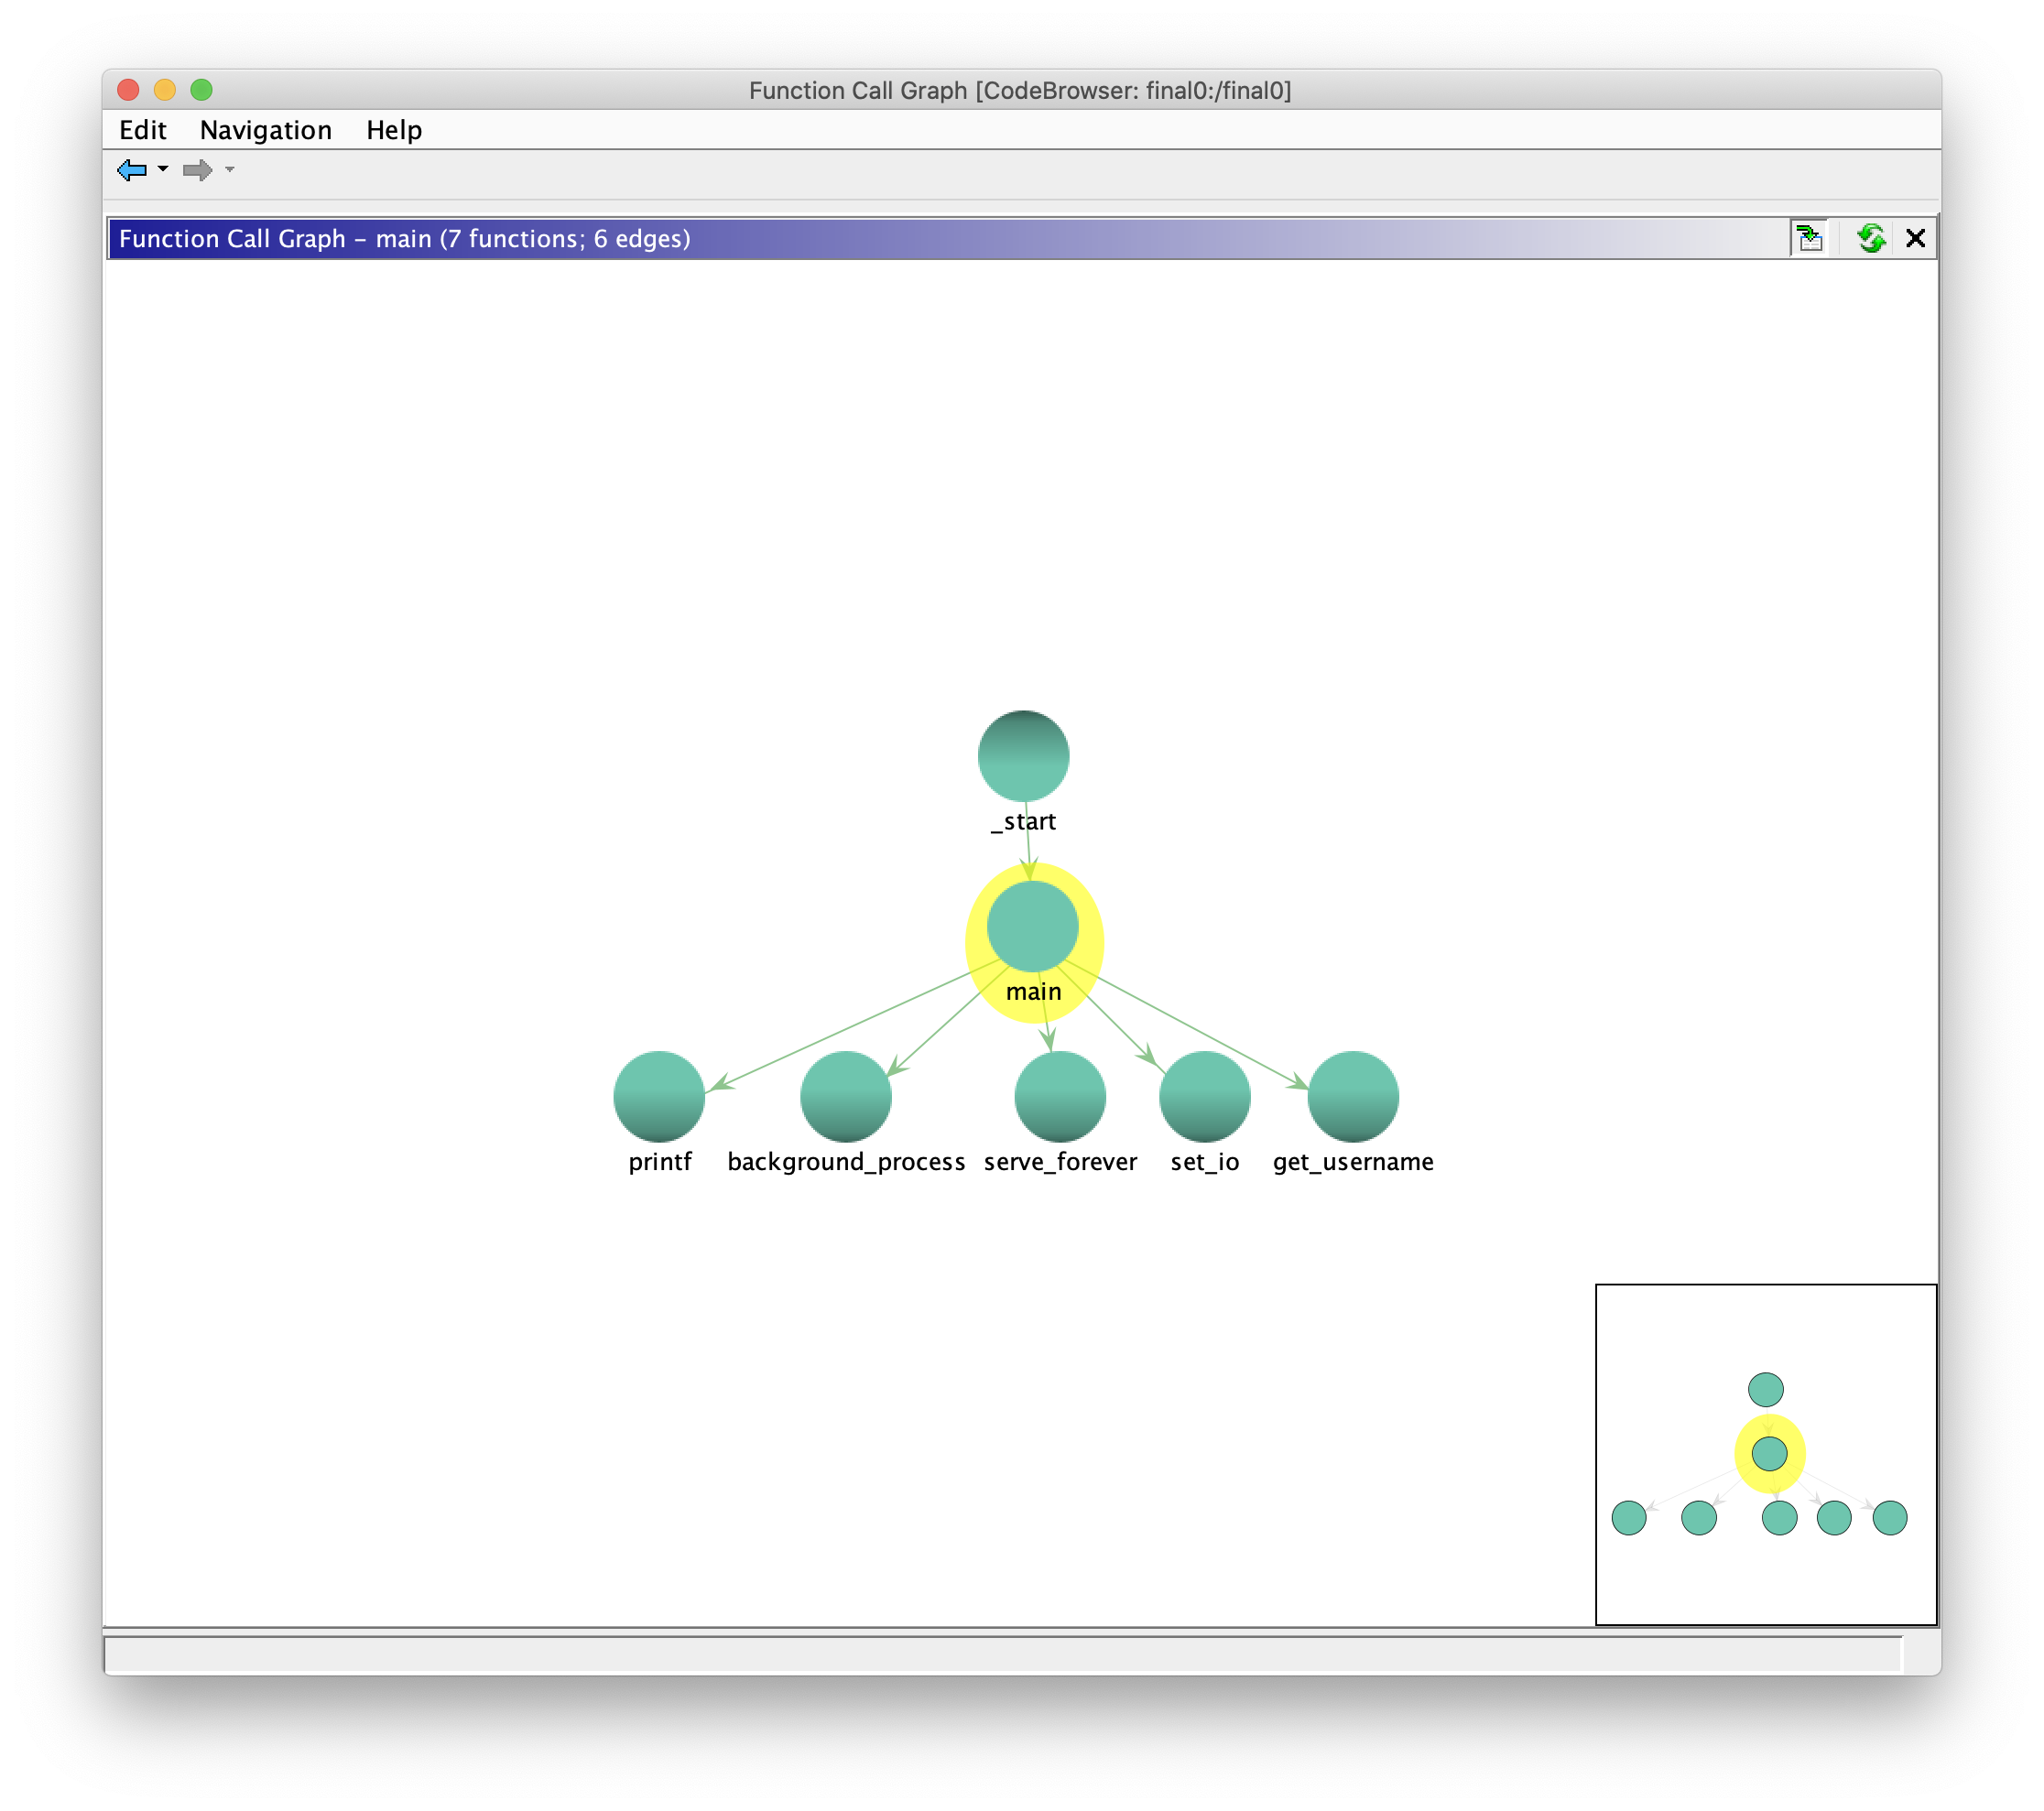 Function Call Graph [CodeBrowser: final0:/final0]
Edit Navigation Help
Function Call Graph – main (7 functions; 6 edges)
_start
main
printf background_process serve_forever set_io get_username